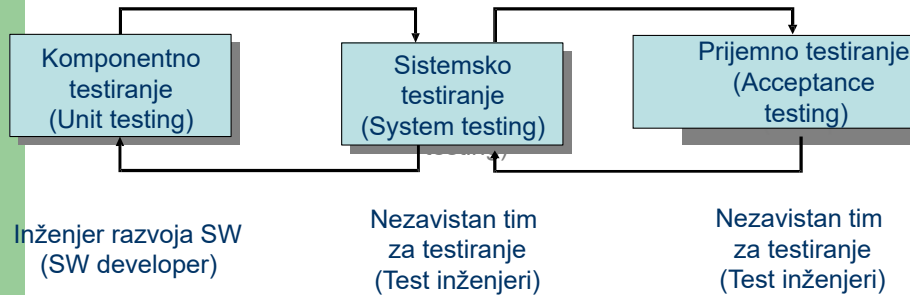 Komponentno
testiranje
(Unit testing)
Sistemsko
testiranje
(System testing)
Prijemno testiranje
(Acceptance
testing)
Inženjer razvoja SW
(SW developer)
Nezavistan tim
za testiranje
(Test inženjeri)
Nezavistan tim
za testiranje
(Test inženjeri)